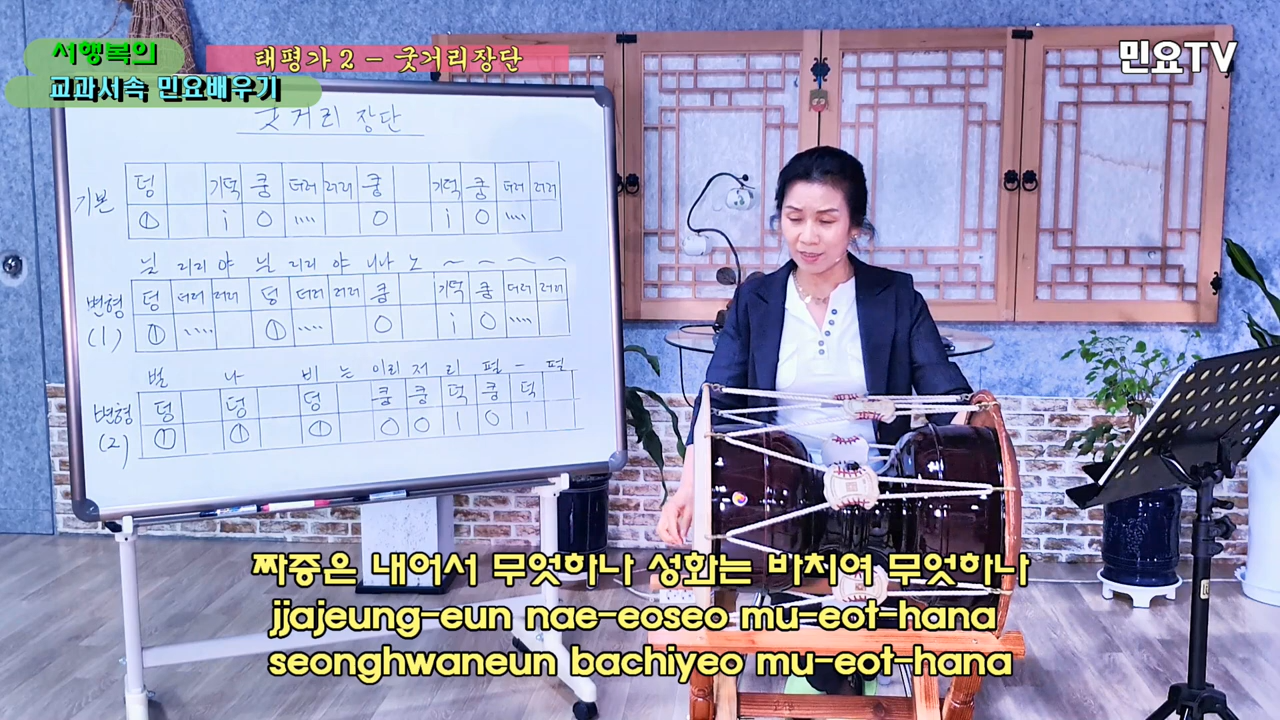 서행복의
교과서속 민요배우기
태평가 2 - 굿거리장단
민요TV
굿거리 장단
기본
덩 기덕 쿵 더러 러러 쿵 기덕 쿵 더러 러러
닐 리리 야 닐 리리 야 니나 노 ~ ~ ~ ~
변형 (1)
덩 더러 러러 덩 더러 러러 쿵 기덕 쿵 더러 러러
벌 나 비 는 이리 저 리 펄 - 펄
변형 (2)
덩 덩 덩 쿵 쿵 덕 쿵 덕
짜증은 내어서 무엇하나 성화는 바치여 무엇하나
jjajeung-eun nae-eoseo mu-eot-hana
seonghwaneun bachiyeo mu-eot-hana